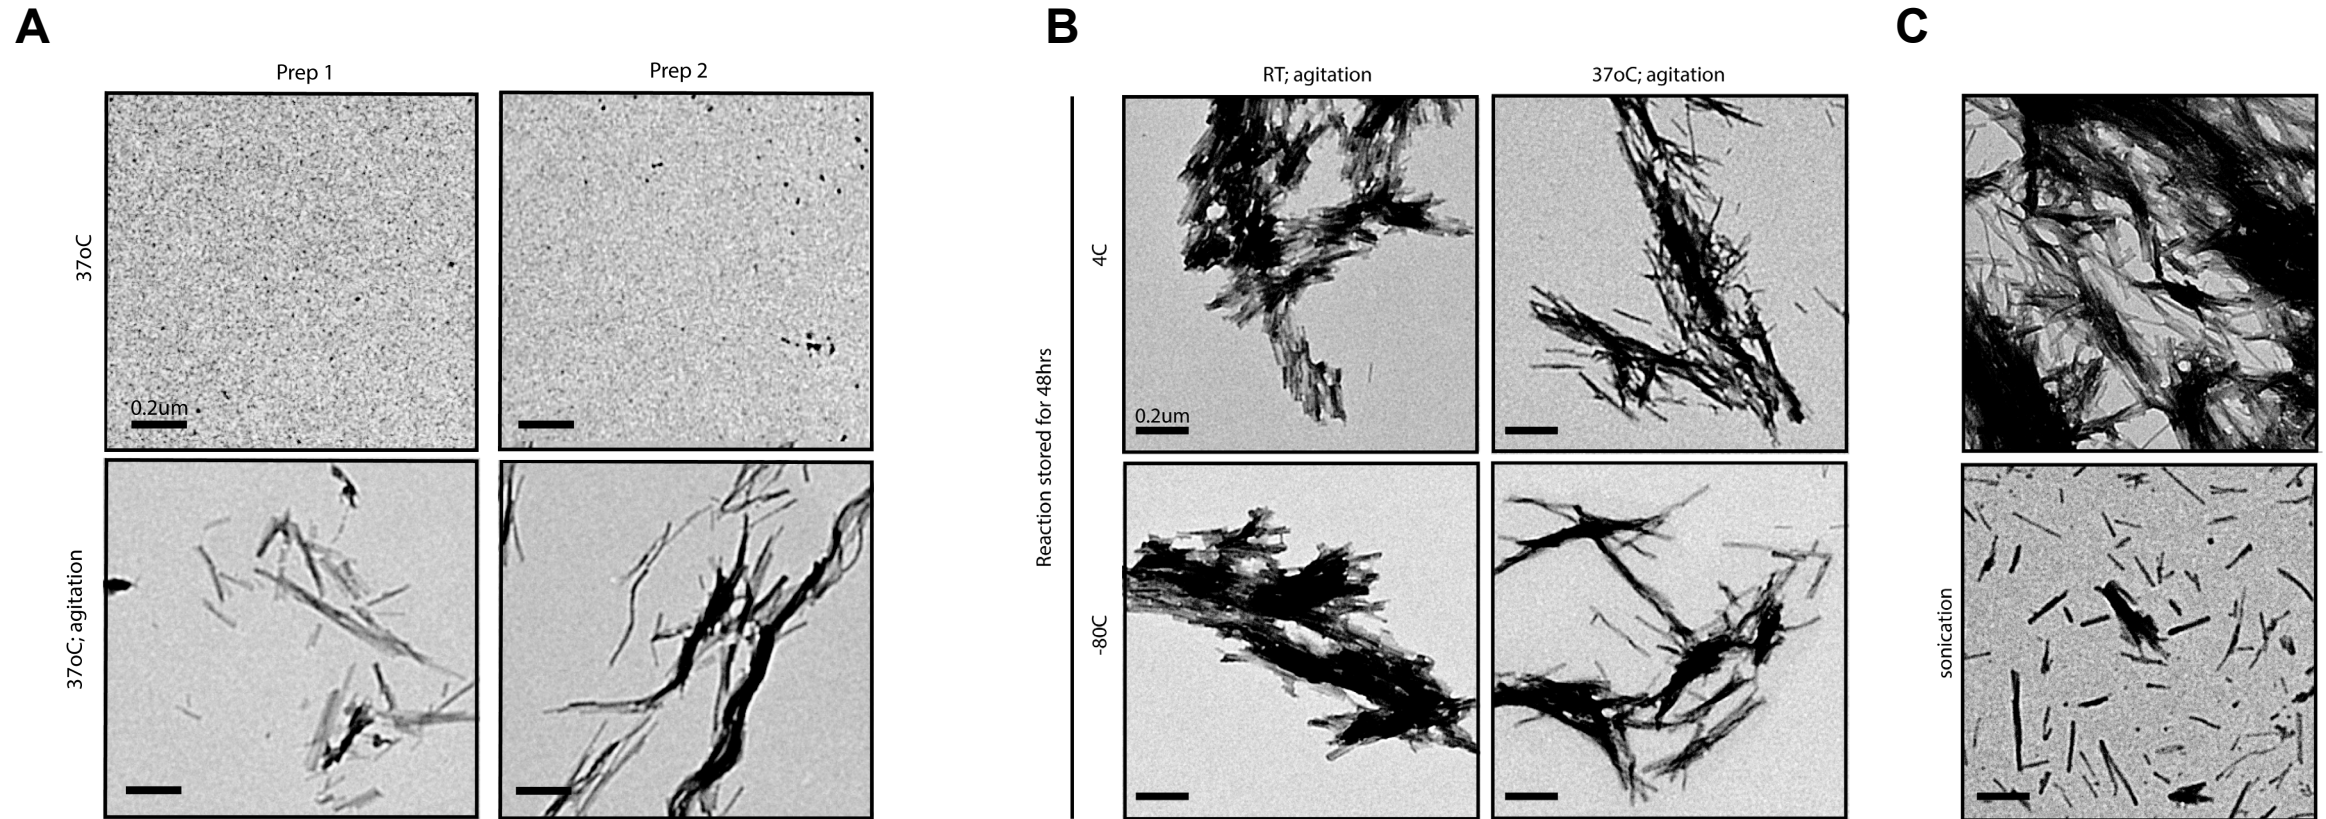 A
Prep 1
Prep 2
37oC
0.2um
37oC; agitation
B
RT; agitation
37oC; agitation
Reaction stored for 48hrs
4C
0.2um
-80C
C
sonication